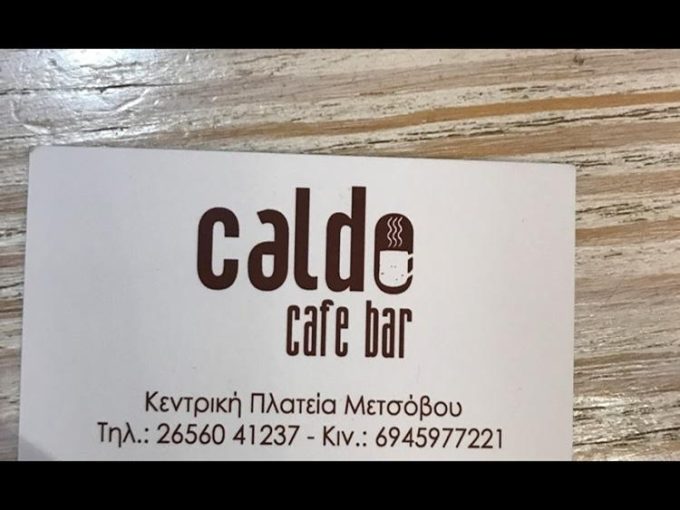 caldo
cafe bar
Κεντρική Πλατεία Μετσόβου
Τηλ.: 26560 41237 - Κιν.: 6945977221